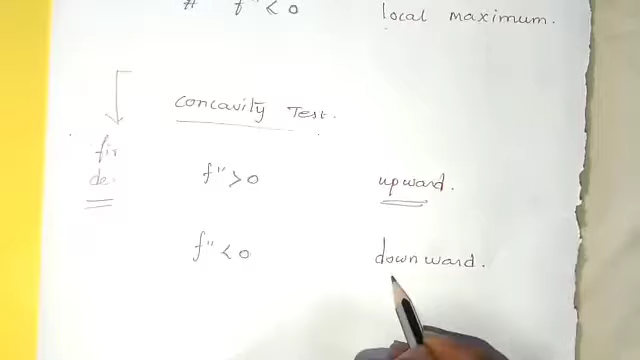 # f" < 0 local maximum.
Concavity Test.
f" > 0 upward.
f" < 0 downward.